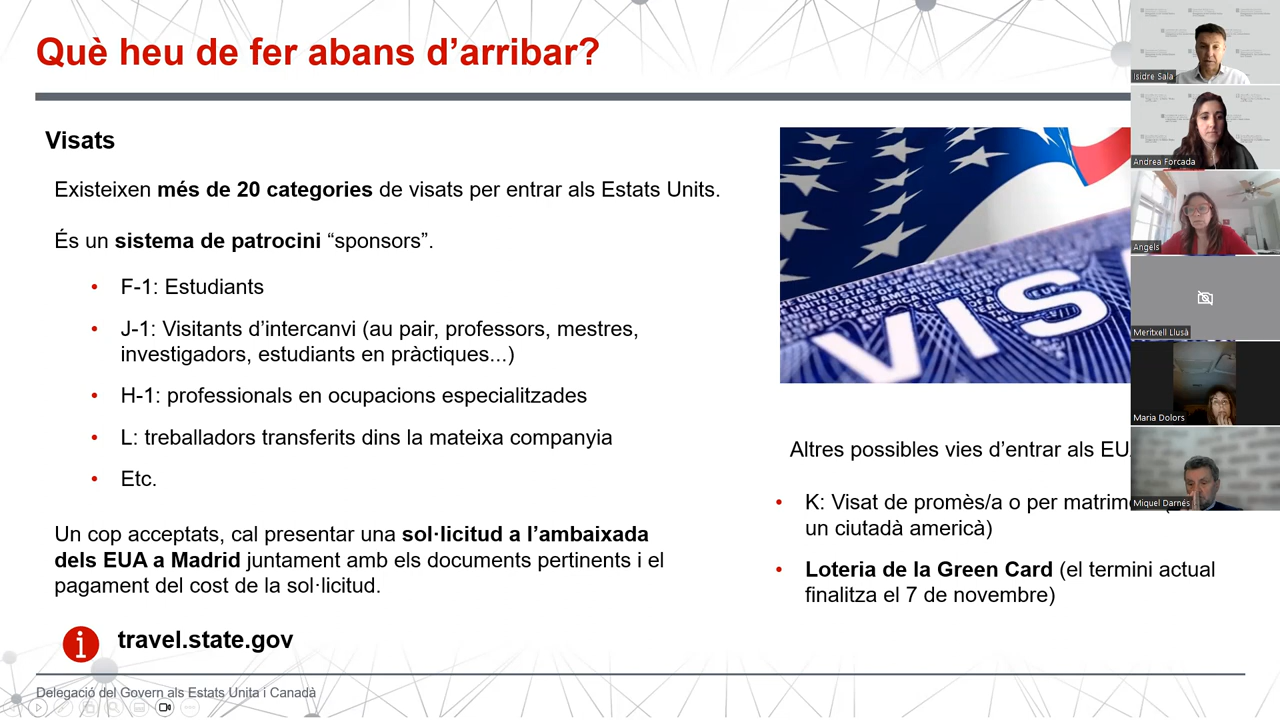 Què heu de fer abans d’arribar?
Visats
Existeixen més de 20 categories de visats per entrar als Estats Units.
És un sistema de patrocini “sponsors”.
• F-1: Estudiants
• J-1: Visitants d’intercanvi (au pair, professors, mestres,
investigadors, estudiants en pràctiques...)
• H-1: professionals en ocupacions especialitzades
• L: treballadors transferits dins la mateixa companyia
• Etc.
Un cop acceptats, cal presentar una sol·licitud a l’ambaixada
dels EUA a Madrid juntament amb els documents pertinents i el
pagament del cost de la sol·licitud.
travel.state.gov
VIS
Altres possibles vies d’entrar als
• K: Visat de promès/a o per
un ciutadà americà)
• Loteria de la Green Card (el termini actual
finalitza el 7 de novembre)
Delegació del Govern als Estats Units i Canadà
Isidre Sala
Andrea Forcada
Angels
Meritxell Llusà
Maria Dolors
Miquel Darnés